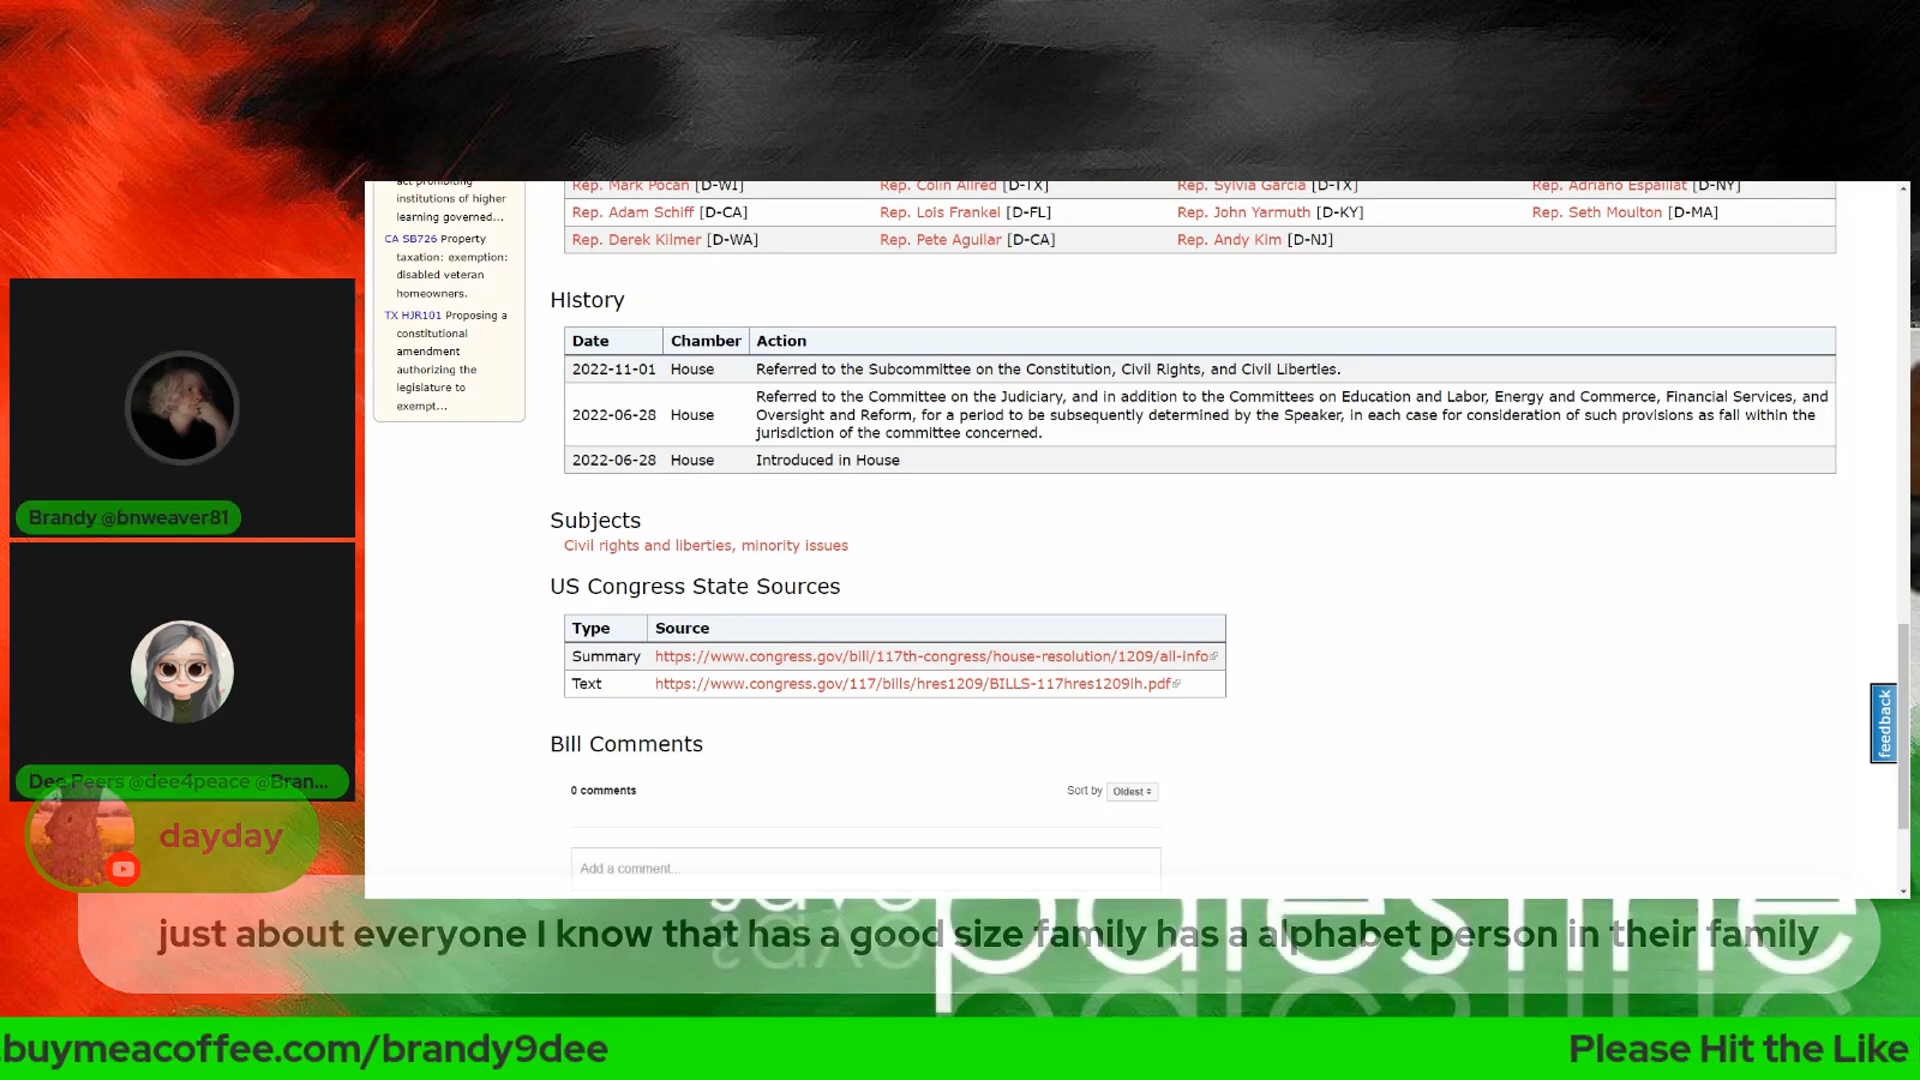 act prohibiting
institutions of higher
learning governed...
CA SB726 Property
taxation: exemption:
disabled veteran
homeowners.
TX HJR101 Proposing a
constitutional
amendment
authorizing the
legislature to
exempt...
Rep. Mark Pocan [D-WI] Rep. Colin Allred [D-TX] Rep. Sylvia Garcia [D-TX] Rep. Adriano Espaillat [D-NY]
Rep. Adam Schiff [D-CA] Rep. Lois Frankel [D-FL] Rep. John Yarmuth [D-KY] Rep. Seth Moulton [D-MA]
Rep. Derek Kilmer [D-WA] Rep. Pete Aguilar [D-CA] Rep. Andy Kim [D-NJ]
History
Date Chamber Action
2022-11-01 House Referred to the Subcommittee on the Constitution, Civil Rights, and Civil Liberties.
2022-06-28 House Referred to the Committee on the Judiciary, and in addition to the Committees on Education and Labor, Energy and Commerce, Financial Services, and
Oversight and Reform, for a period to be subsequently determined by the Speaker, in each case for consideration of such provisions as fall within the
jurisdiction of the committee concerned.
2022-06-28 House Introduced in House
Subjects
Civil rights and liberties, minority issues
US Congress State Sources
Type Source
Summary https://www.congress.gov/bill/117th-congress/house-resolution/1209/all-info
Text https://www.congress.gov/117/bills/hres1209/BILLS-117hres1209ih.pdf
Bill Comments
0 comments Sort by Oldest
Add a comment...
feedback
Brandy @bnweaver81
Dee Peers @dee4peace @Bran...
dayday
just about everyone I know that has a good size family has a alphabet person in their family
save
palestine
.buymeacoffee.com/brandy9dee
Please Hit the Like